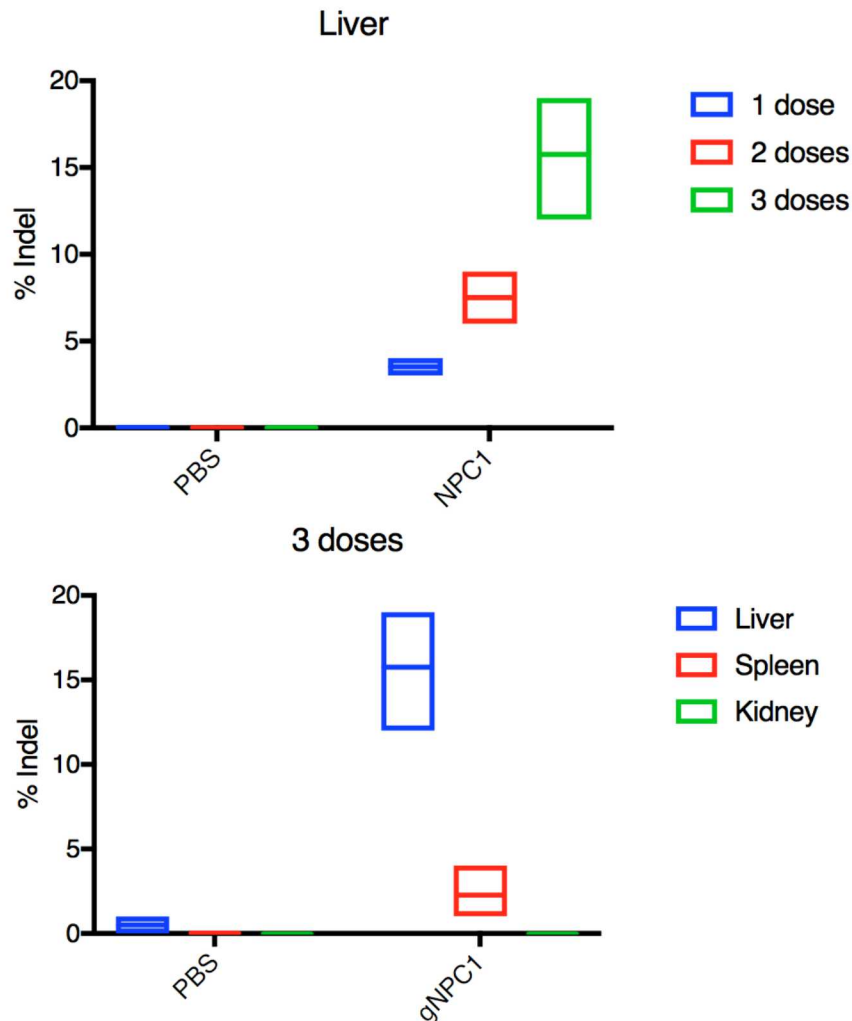 Liver
20
15
10
5
0
% Indel
PBS
NPC1
1 dose
2 doses
3 doses
3 doses
20
15
10
5
0
% Indel
PBS
gNPC1
Liver
Spleen
Kidney